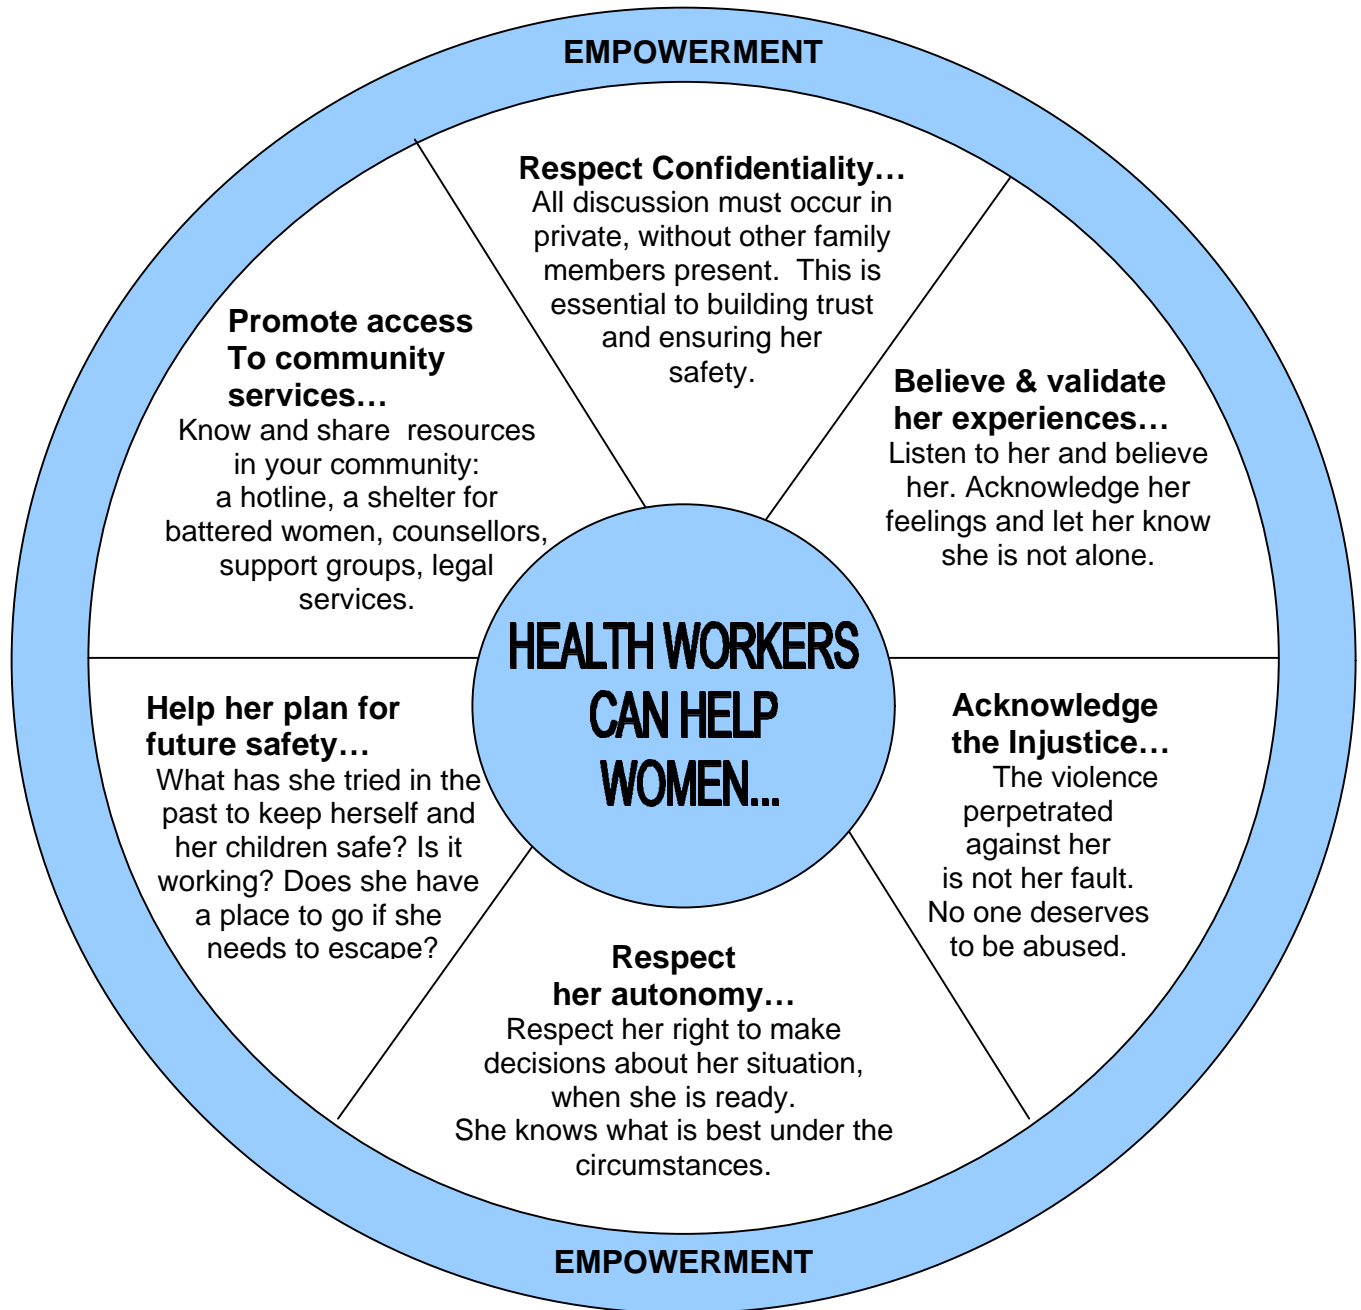 EMPOWERMENT
Respect Confidentiality…
All discussion must occur in
private, without other family
members present.  This is
essential to building trust
and ensuring her
safety.
Believe & validate
her experiences…
Listen to her and believe
her. Acknowledge her
feelings and let her know
she is not alone.
Acknowledge
the Injustice…
The violence
perpetrated
against her
is not her fault.
No one deserves
to be abused.
Respect
her autonomy…
Respect her right to make
decisions about her situation,
when she is ready.
She knows what is best under the
circumstances.
Help her plan for
future safety…
What has she tried in the
past to keep herself and
her children safe? Is it
working? Does she have
a place to go if she
needs to escape?
Promote access
To community
services…
Know and share  resources
in your community:
a hotline, a shelter for
battered women, counsellors,
support groups, legal
services.
HEALTH WORKERS
CAN HELP
WOMEN...
EMPOWERMENT